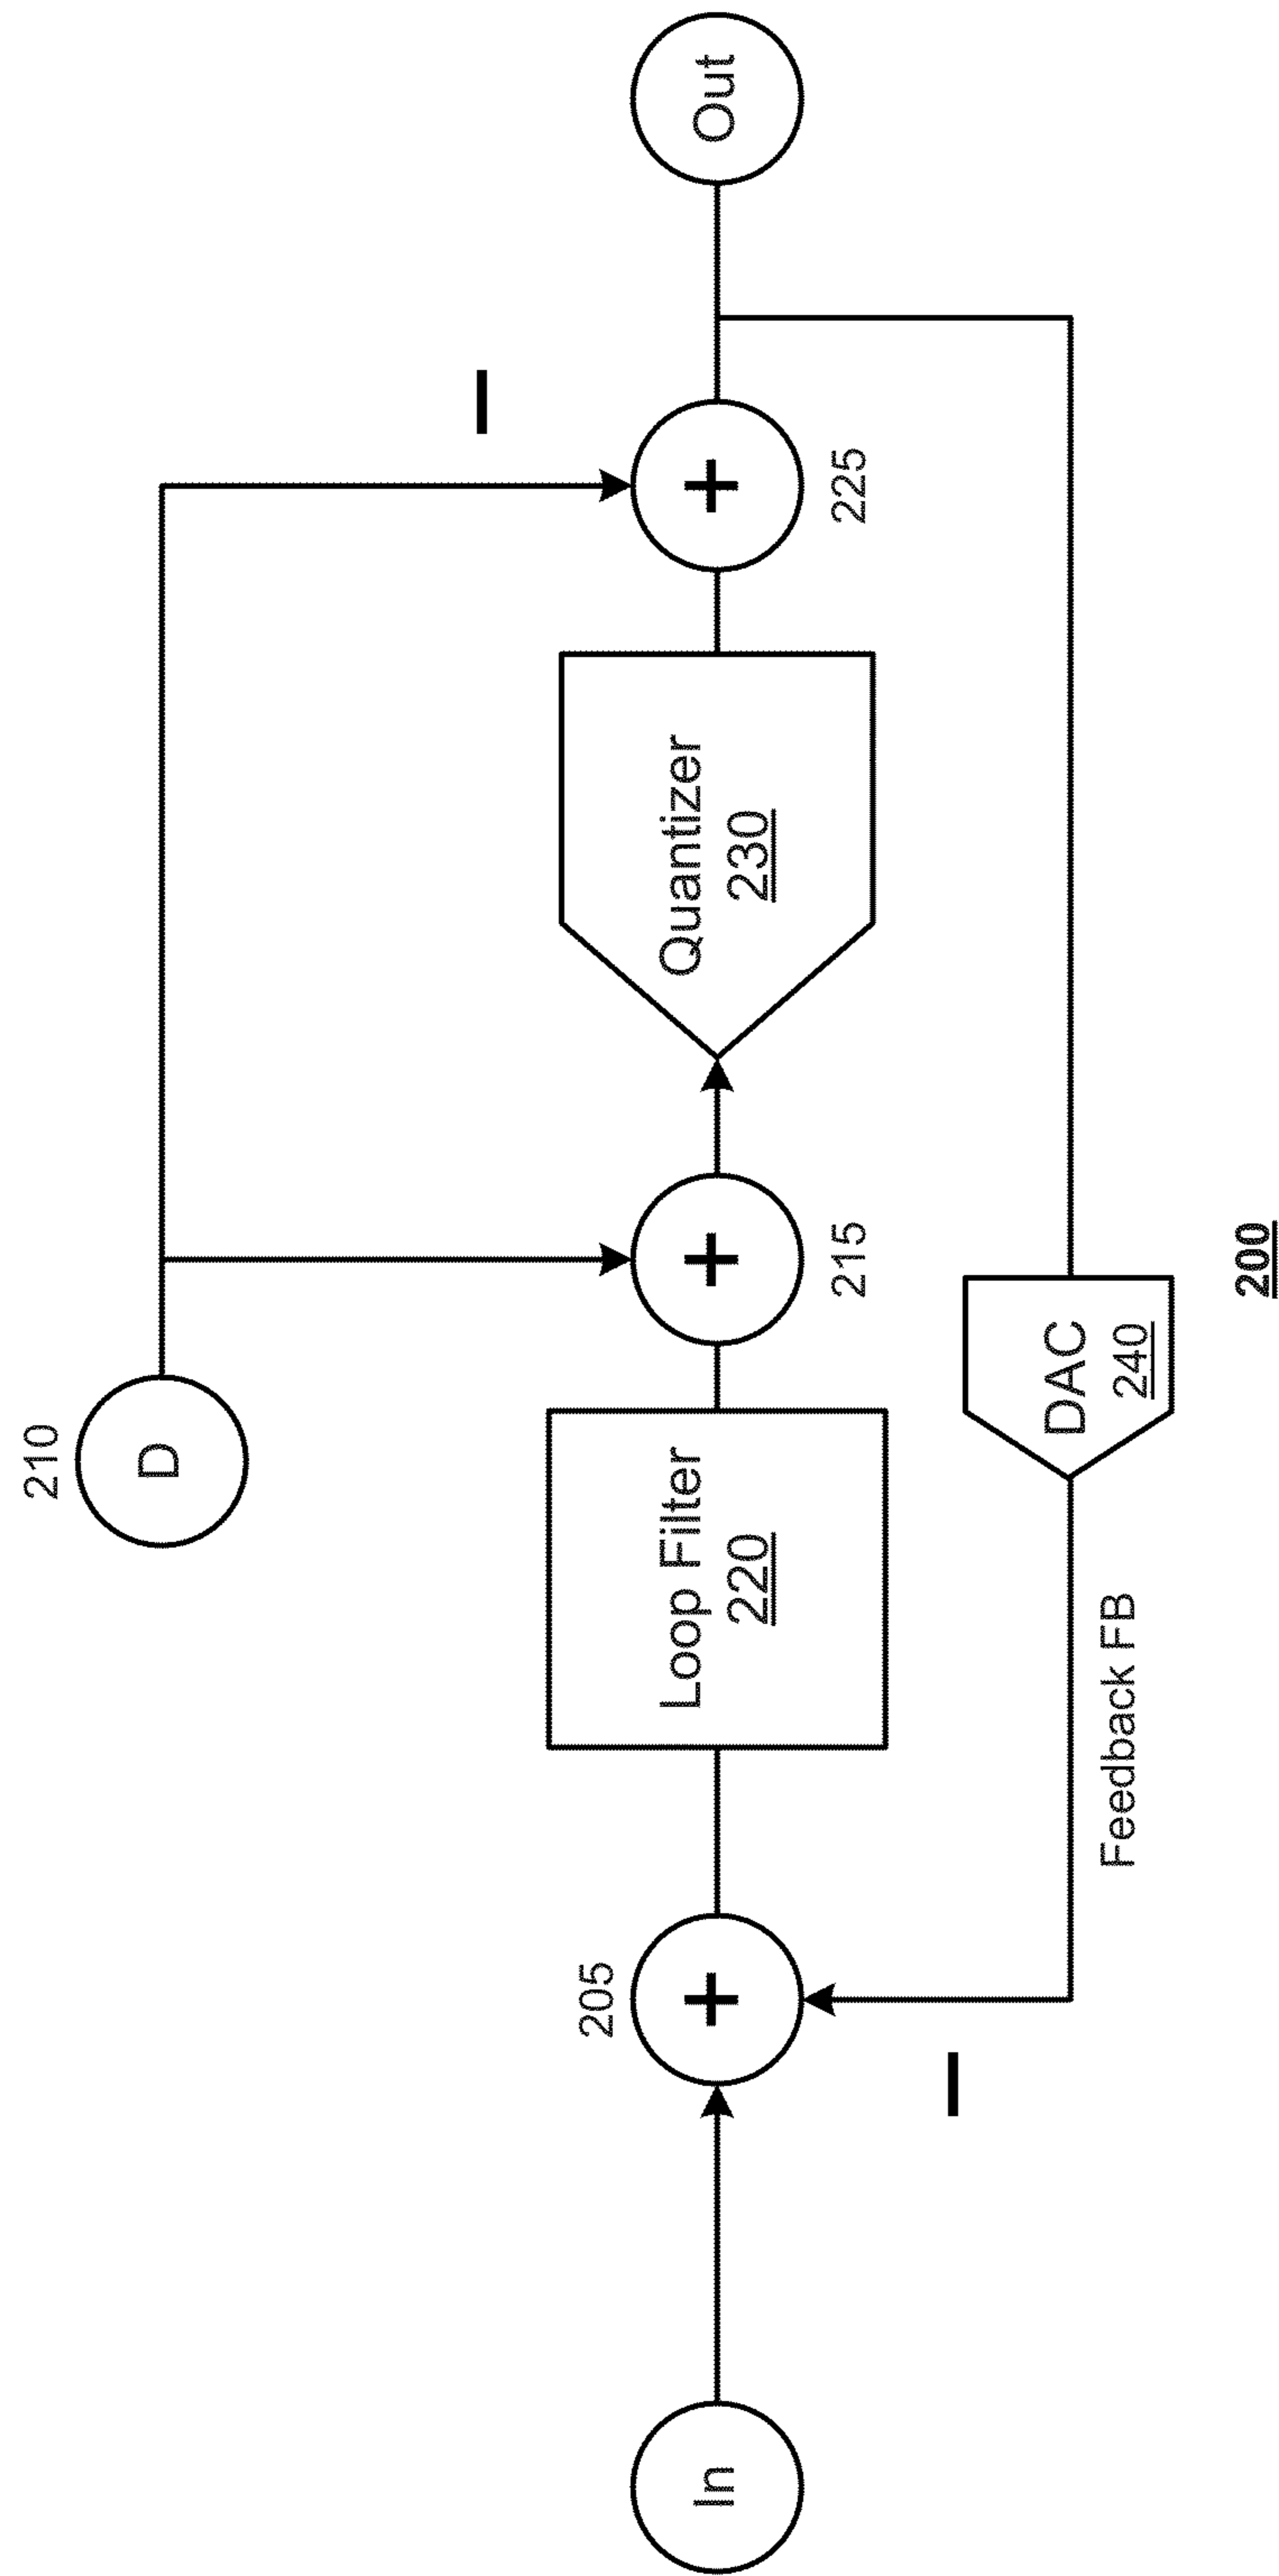 210
D
—
In
+
205
Loop Filter
220
+
215
Quantizer
230
+
225
Out
—
Feedback FB
DAC
240
200